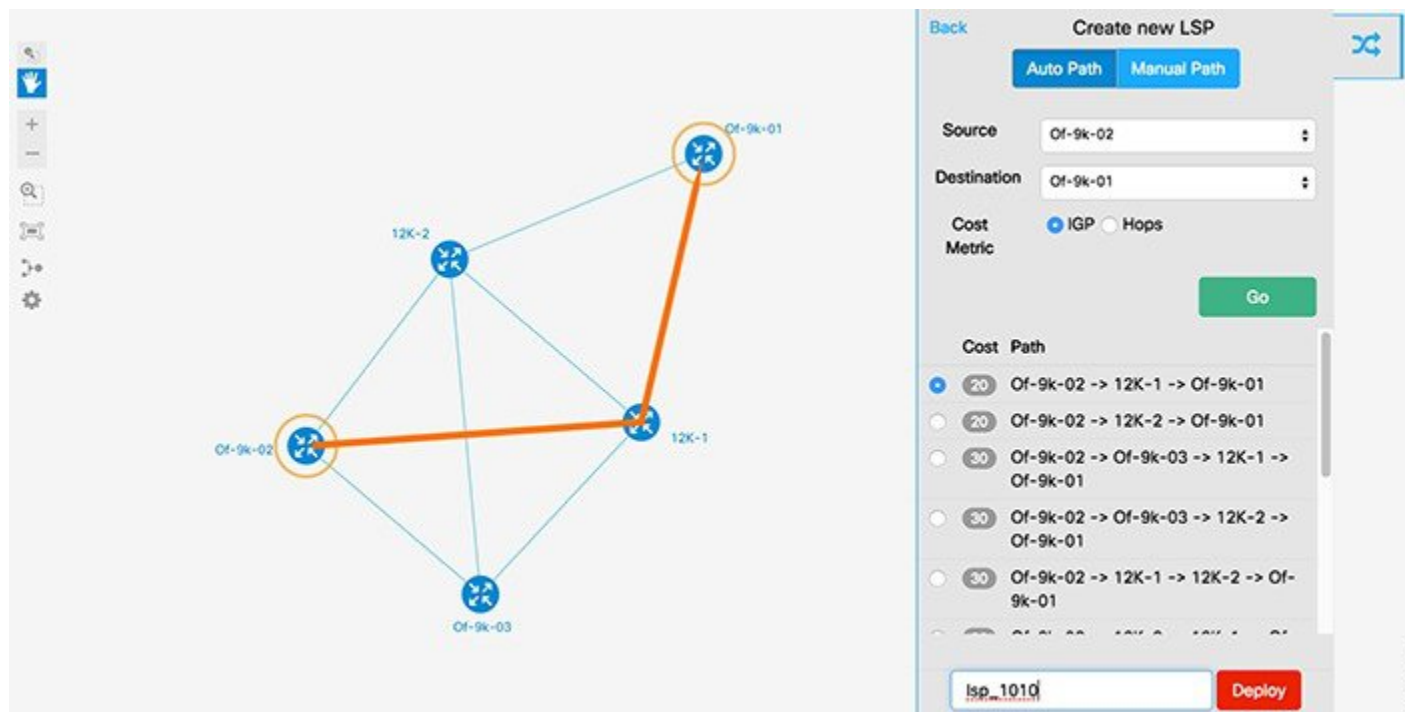 Back
Create new LSP
Auto Path
Manual Path
Of-9k-01
Source
Of-9k-02
Destination
Of-9k-01
12K-2
Cost
Metric
IGP
Hops
Go
Cost Path
20 Of-9k-02 -> 12K-1 -> Of-9k-01
20 Of-9k-02 -> 12K-2 -> Of-9k-01
Of-9k-02
12K-1
30 Of-9k-02 -> Of-9k-03 -> 12K-1 ->
Of-9k-01
30 Of-9k-02 -> Of-9k-03 -> 12K-2 ->
Of-9k-01
30 Of-9k-02 -> 12K-1 -> 12K-2 -> Of-
9k-01
Of-9k-03
lsp_1010
Deploy